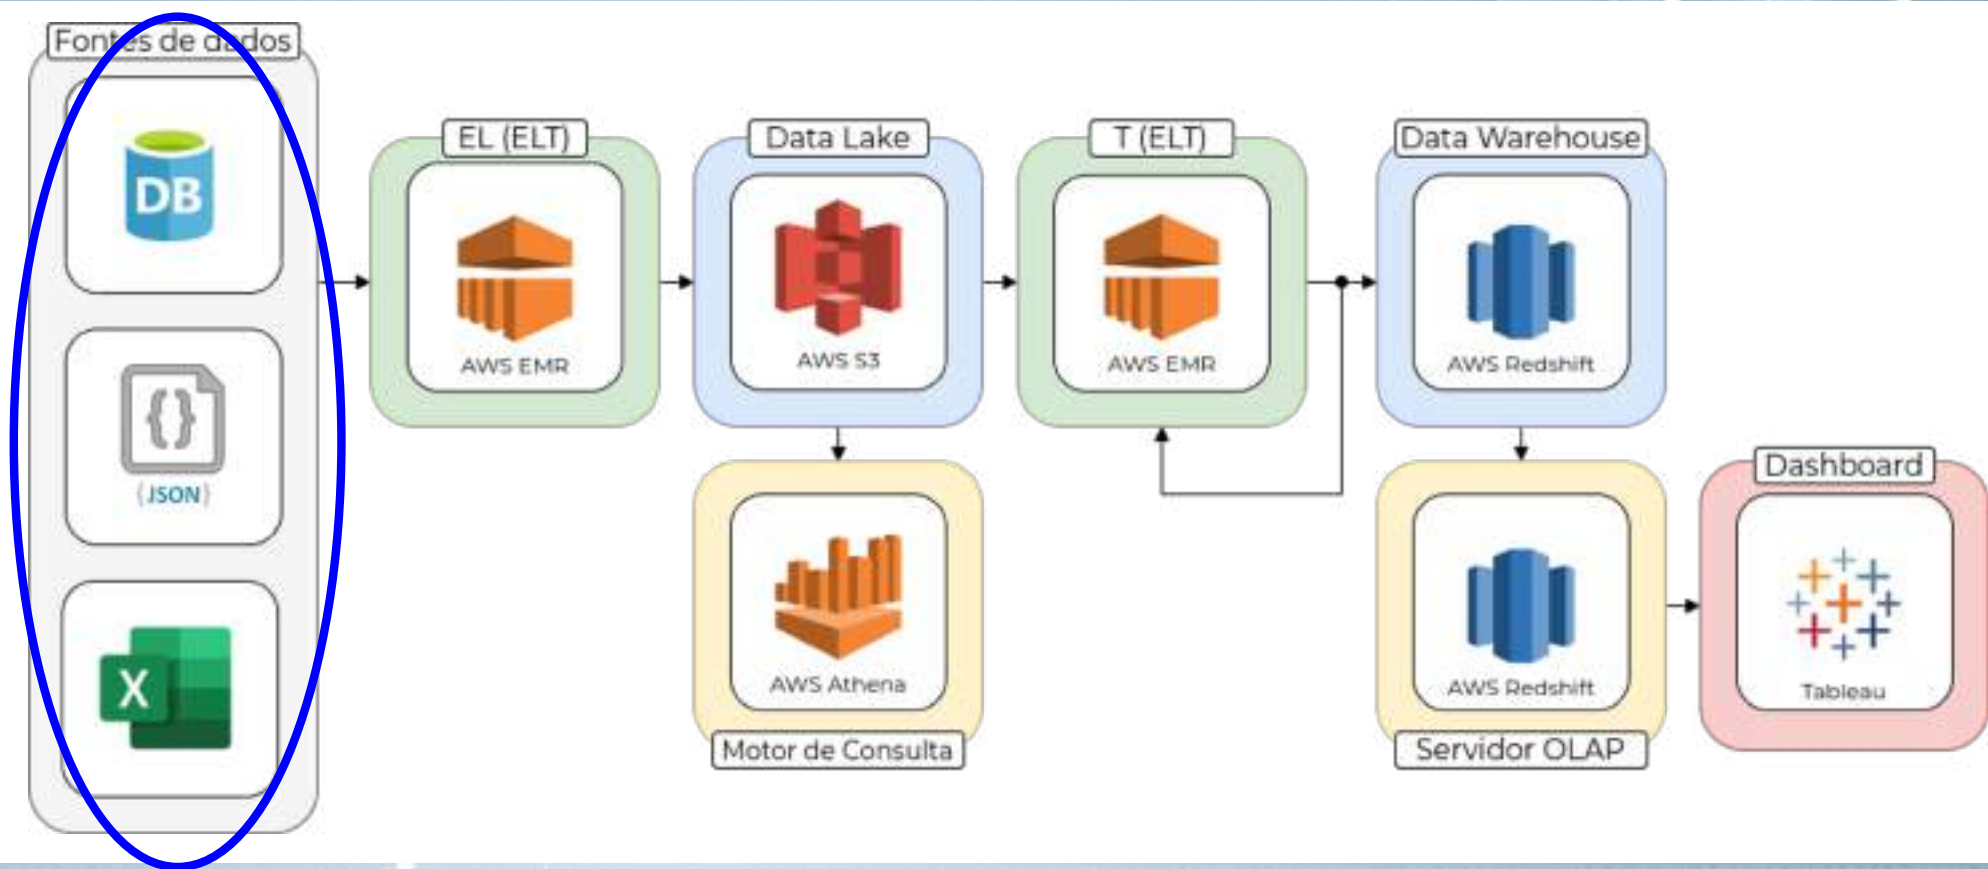 Fontes de dados
DB
{}
{JSON}
X
EL (ELT)
AWS EMR
Data Lake
AWS S3
AWS Athena
Motor de Consulta
T (ELT)
AWS EMR
Data Warehouse
AWS Redshift
AWS Redshift
Servidor OLAP
Dashboard
Tableau